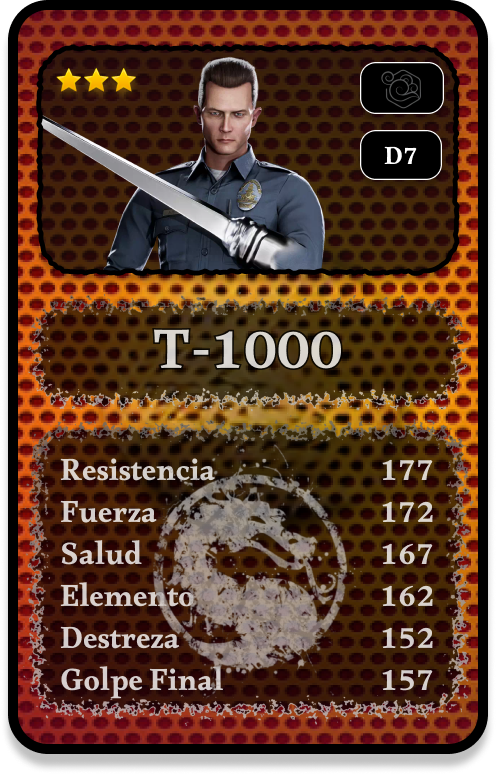 D7
T-1000
Resistencia 177
Fuerza 172
Salud 167
Elemento 162
Destreza 152
Golpe Final 157